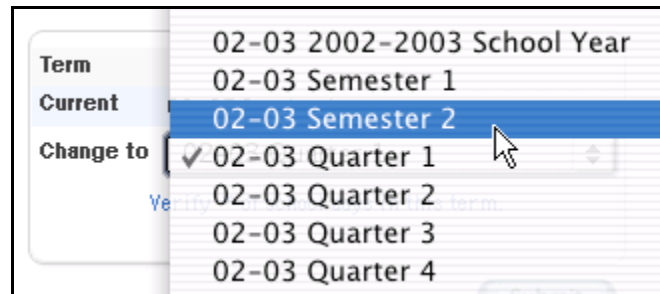 02-03 2002-2003 School Year
Term
02-03 Semester 1
Current
02-03 Semester 2
Change to
✓ 02-03 Quarter 1
02-03 Quarter 2
02-03 Quarter 3
02-03 Quarter 4